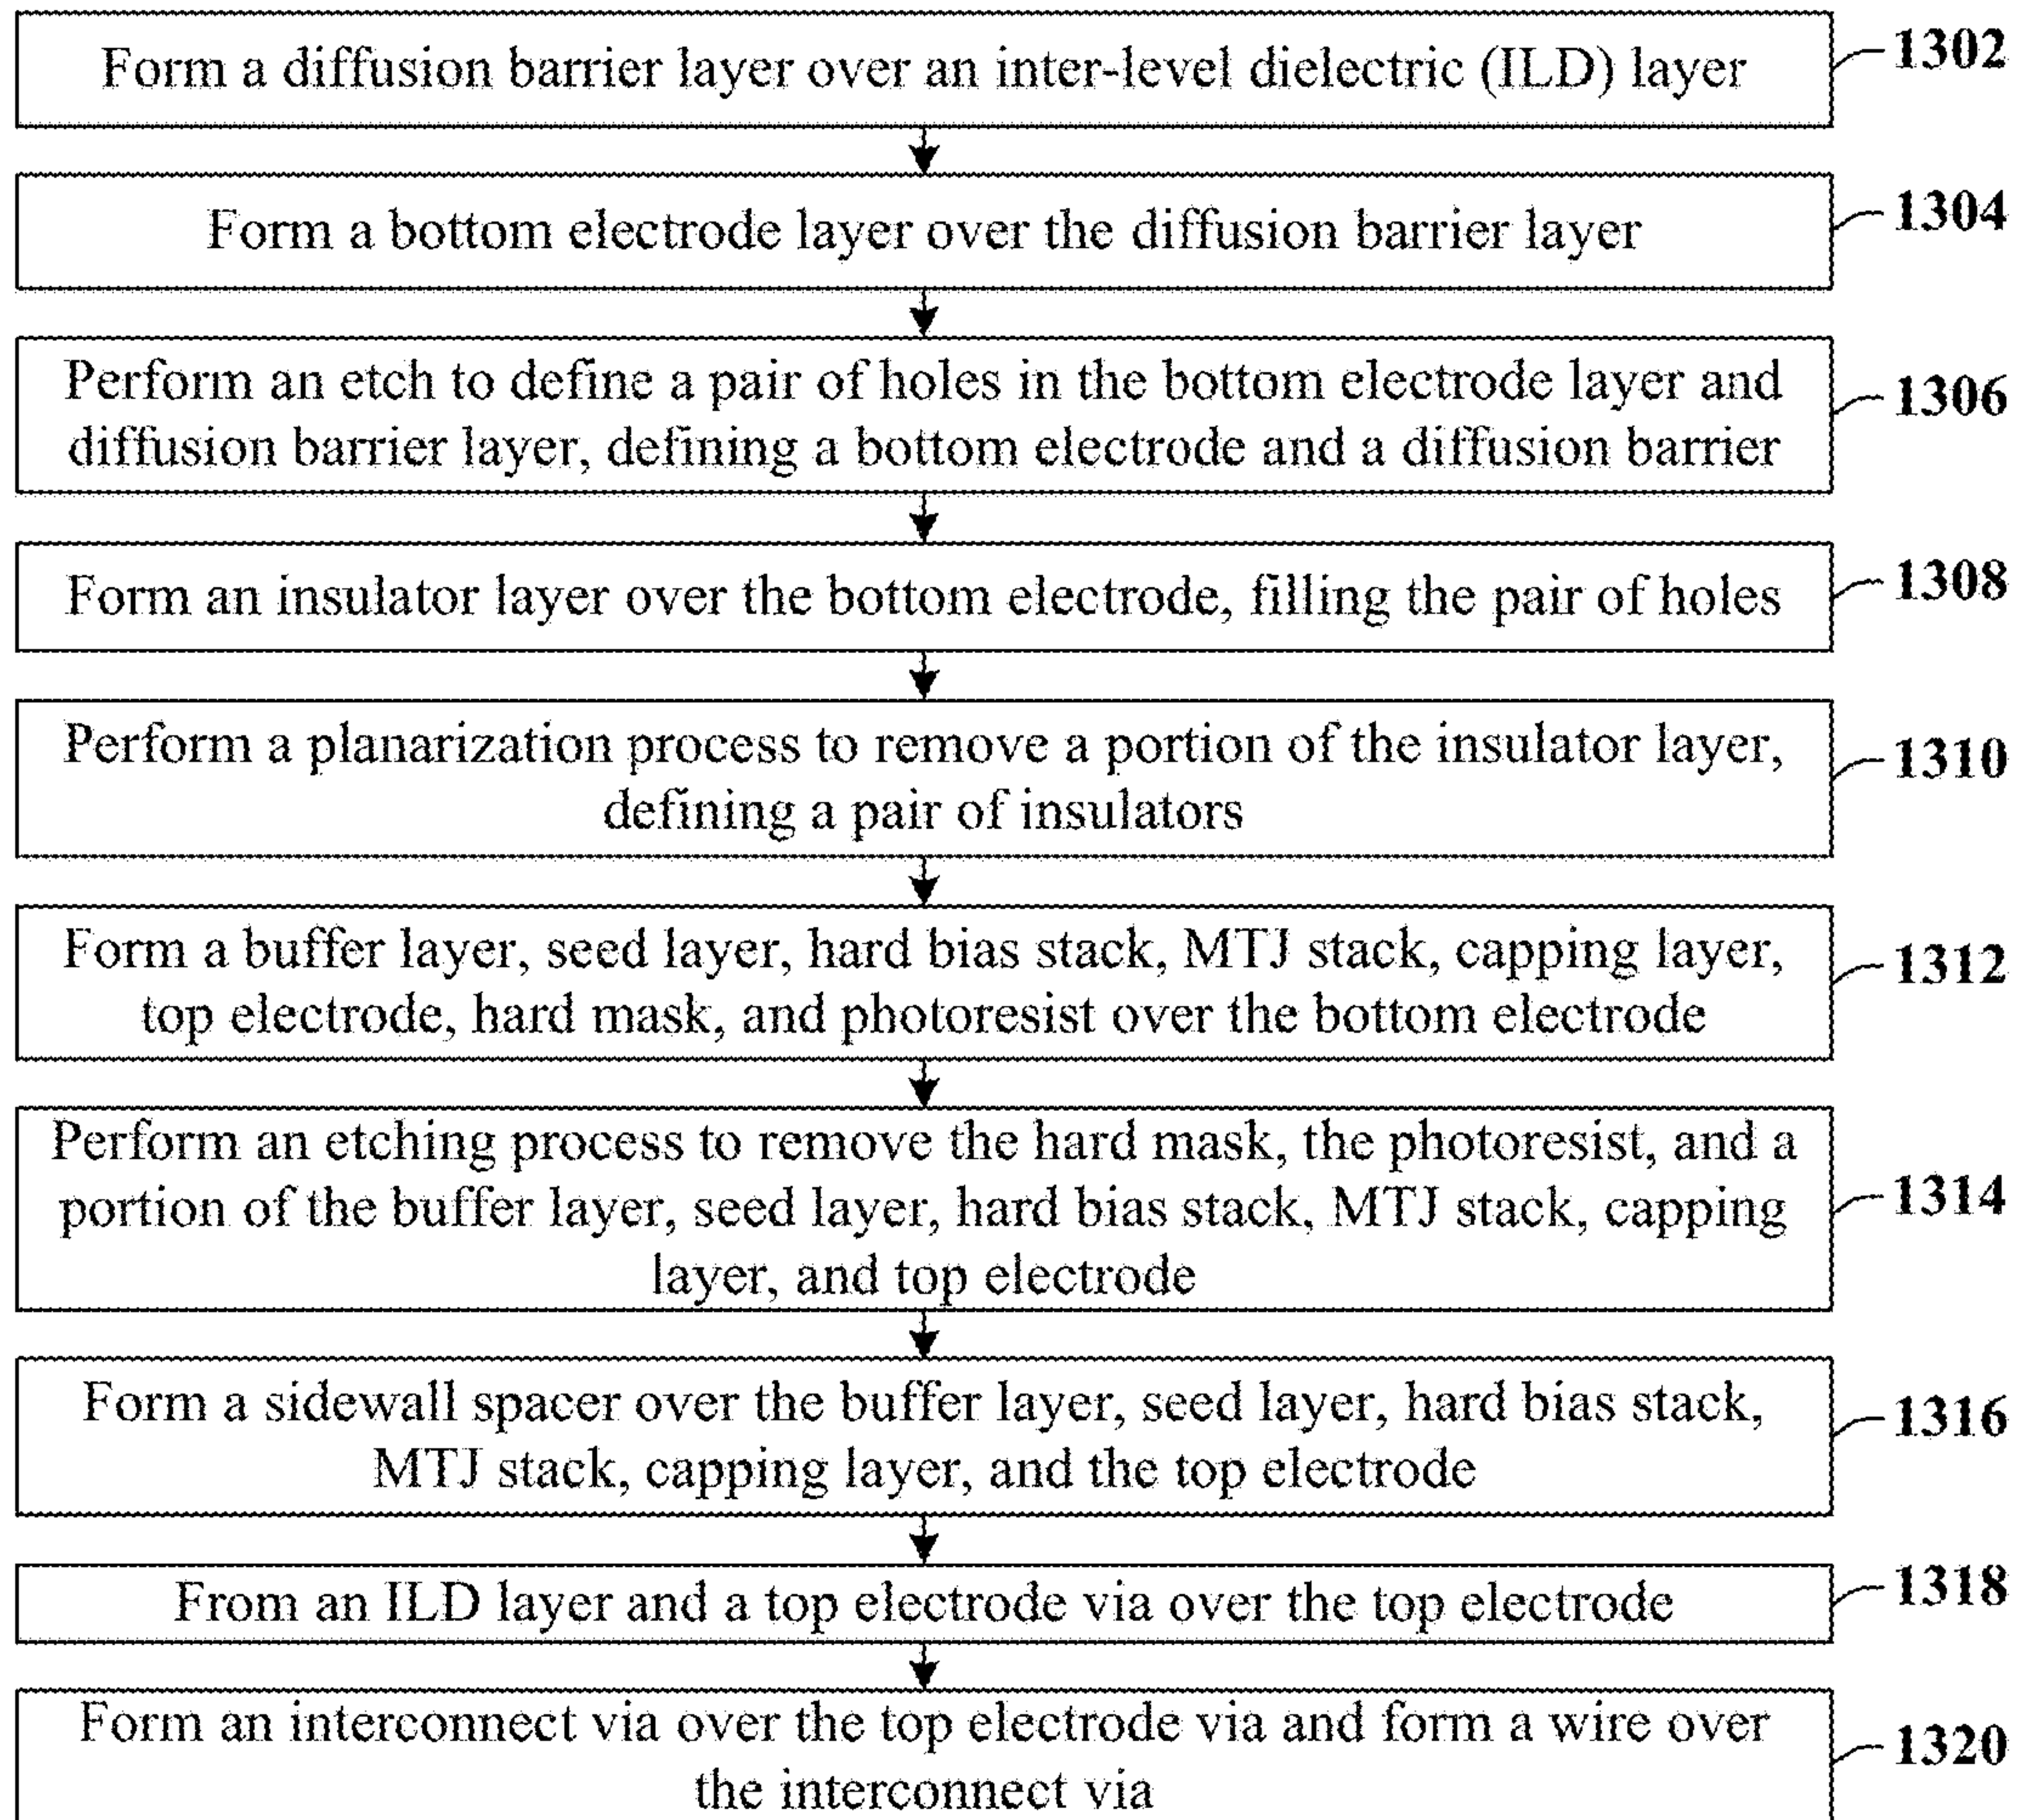 Form a diffusion barrier layer over an inter-level dielectric (ILD) layer
1302
Form a bottom electrode layer over the diffusion barrier layer
1304
Perform an etch to define a pair of holes in the bottom electrode layer and
diffusion barrier layer, defining a bottom electrode and a diffusion barrier
1306
Form an insulator layer over the bottom electrode, filling the pair of holes
1308
Perform a planarization process to remove a portion of the insulator layer,
defining a pair of insulators
1310
Form a buffer layer, seed layer, hard bias stack, MTJ stack, capping layer,
top electrode, hard mask, and photoresist over the bottom electrode
1312
Perform an etching process to remove the hard mask, the photoresist, and a
portion of the buffer layer, seed layer, hard bias stack, MTJ stack, capping
layer, and top electrode
1314
Form a sidewall spacer over the buffer layer, seed layer, hard bias stack,
MTJ stack, capping layer, and the top electrode
1316
From an ILD layer and a top electrode via over the top electrode
1318
Form an interconnect via over the top electrode via and form a wire over
the interconnect via
1320